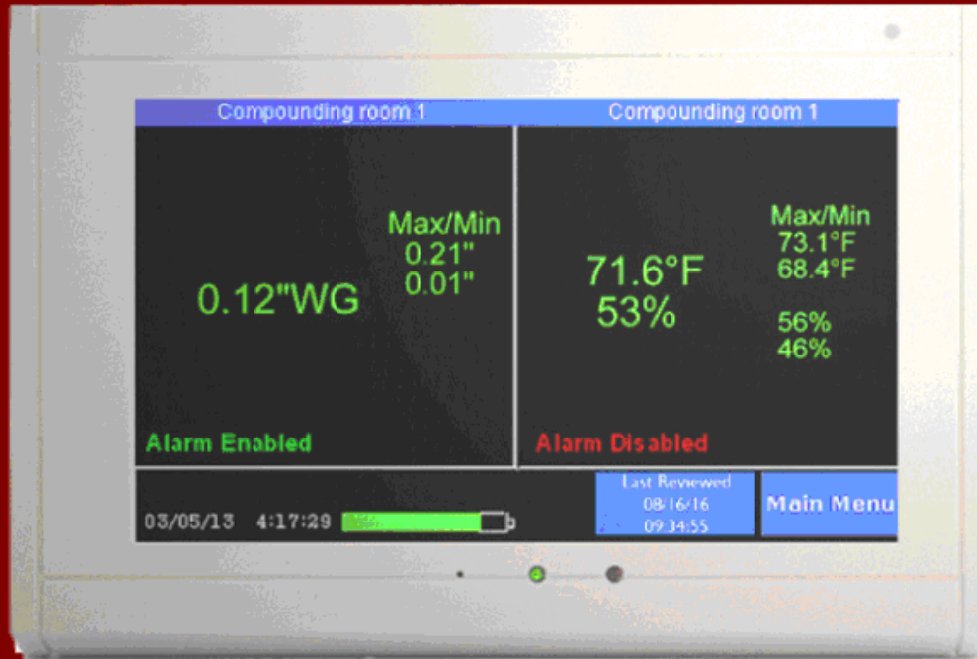 Compounding room 1
0.12"WG
Max/Min
0.21"
0.01"
Alarm Enabled
Compounding room 1
71.6°F
53%
Max/Min
73.1°F
68.4°F
56%
46%
Alarm Disabled
03/05/13 4:17:29
Last Reviewed
08/16/16
09:34:55
Main Menu